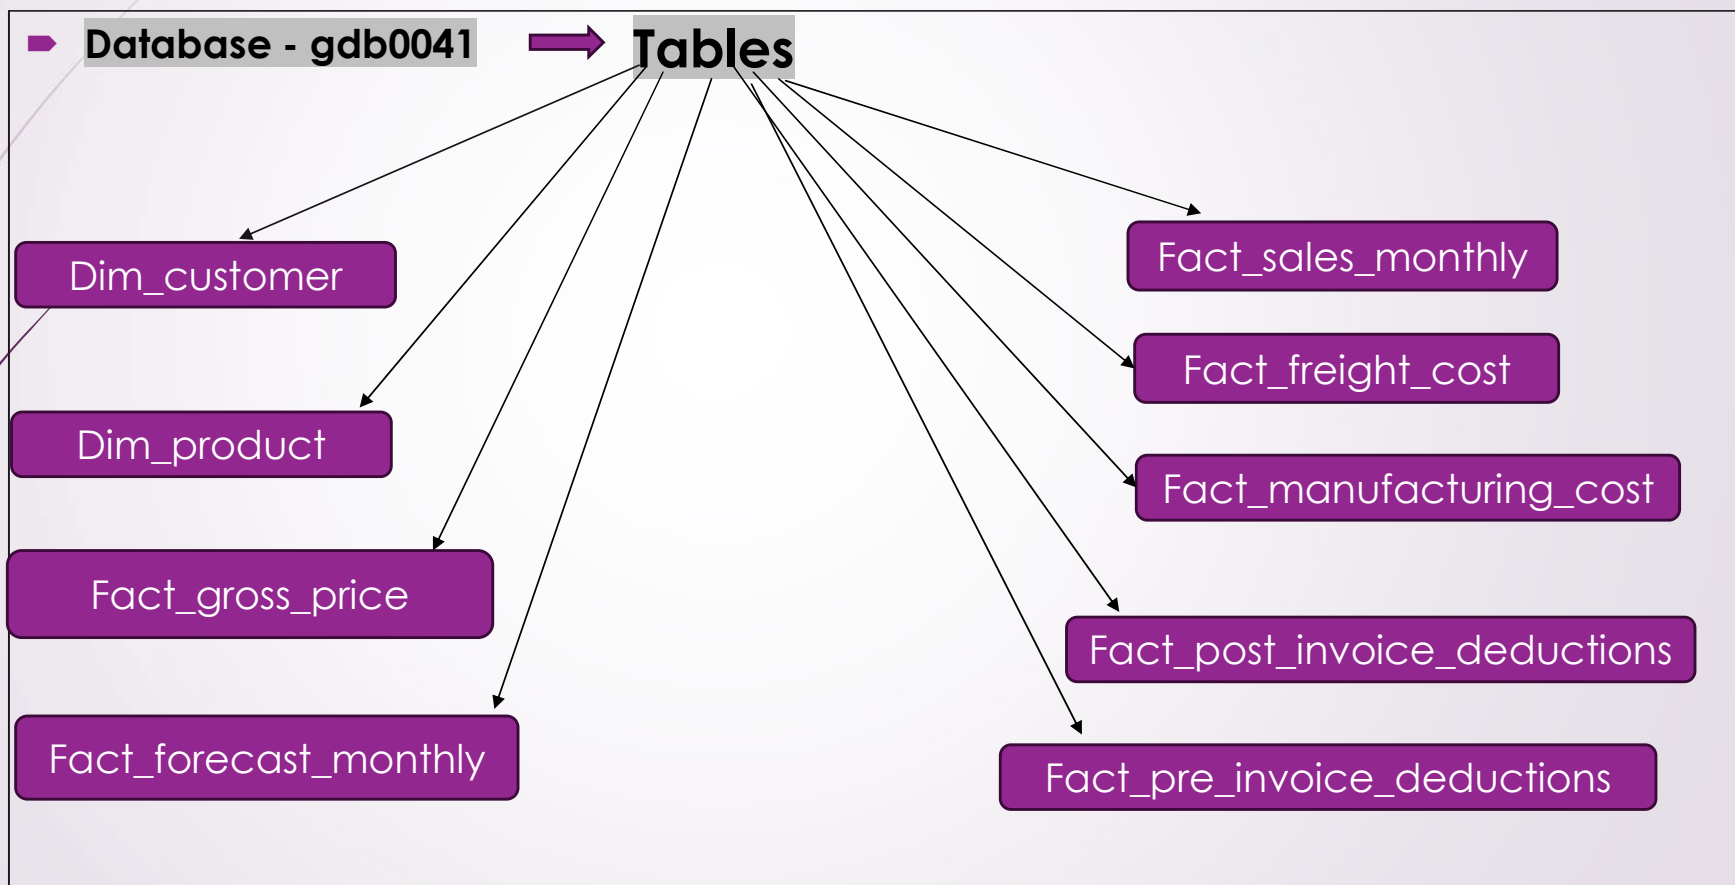 Database - gdb0041
Tables
Dim_customer
Dim_product
Fact_gross_price
Fact_forecast_monthly
Fact_sales_monthly
Fact_freight_cost
Fact_manufacturing_cost
Fact_post_invoice_deductions
Fact_pre_invoice_deductions